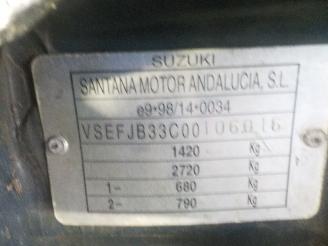 SUZUKI
SANTANA MOTOR ANDALUCIA, S.L.
e9*98/14*0034
VSEFJB33C00106016
1420 Kg
2720 Kg
1- 680 Kg
2- 790 Kg